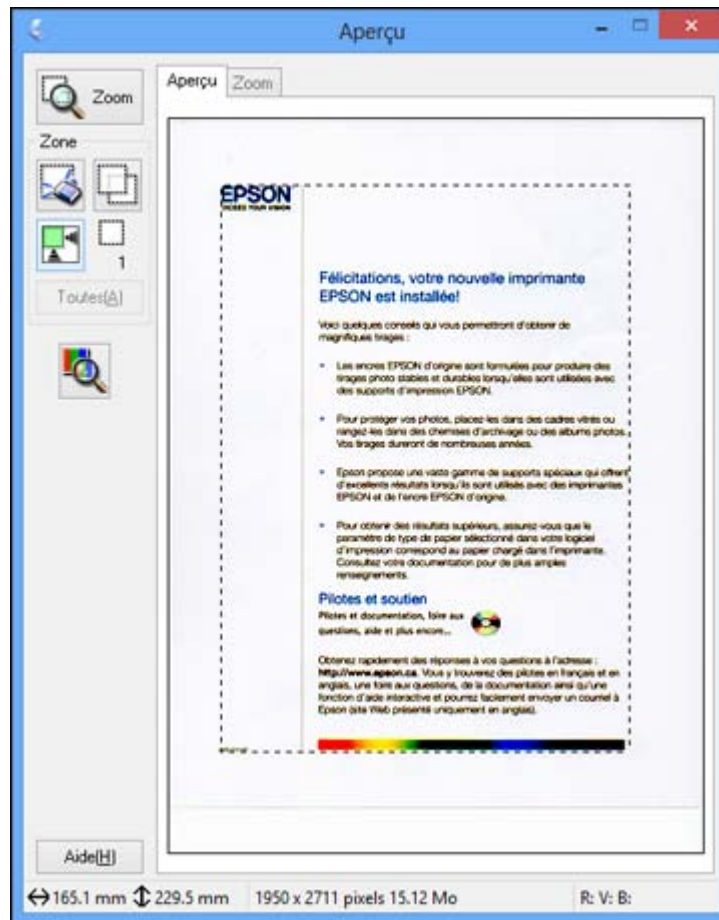 Aperçu
Zoom
Aperçu Zoom
Zone
1
Toutes(A)
EPSON
EXCEED YOUR VISION
Félicitations, votre nouvelle imprimante
EPSON est installée!
Voici quelques conseils qui vous permettront d'obtenir de
magnifiques tirages :
Les encres EPSON d'origine sont formulées pour produire des
tirages photo stables et durables lorsqu'elles sont utilisées avec
des supports d'impression EPSON.
Pour protéger vos photos, placez-les dans des cadres vitrés ou
rangez-les dans des chemises d'archivage ou des albums photos.
Vos tirages dureront de nombreuses années.
Epson propose une vaste gamme de supports spéciaux qui offrent
d'excellents résultats lorsqu'ils sont utilisés avec des imprimantes
EPSON et de l'encre EPSON d'origine.
Pour obtenir des résultats supérieurs, assurez-vous que le
paramètre de type de papier sélectionné dans votre logiciel
d'impression correspond au papier chargé dans l'imprimante.
Consultez votre documentation pour de plus amples
renseignements.
Pilotes et soutien
Pilotes et documentation, foire aux
questions, aide et plus encore...
Obtenez rapidement des réponses à vos questions à l'adresse :
http://www.epson.ca. Vous y trouverez des pilotes en français et en
anglais, une foire aux questions, de la documentation ainsi qu'une
fonction d'aide interactive et pourrez facilement envoyer un courriel à
Epson (site Web présenté uniquement en anglais).
Aide(H)
165.1 mm 229.5 mm 1950 x 2711 pixels 15.12 Mo R: V: B: